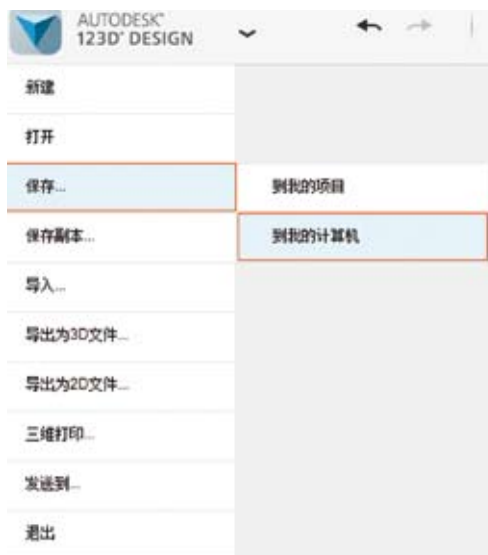 AUTODESK®
123D® DESIGN
新建
打开
保存...
到我的项目
到我的计算机
保存副本...
导入...
导出为3D文件...
导出为2D文件...
三维打印...
发送到...
退出